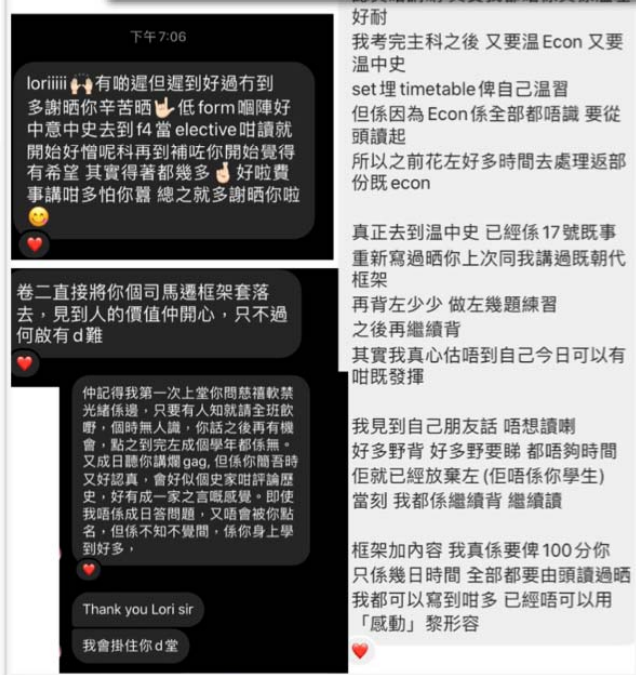 下午7:06
loriiiii 🙌🏻有啲遲但遲到好過冇到
多謝晒你辛苦晒🤟🏻低 form 嗰陣好
中意中史去到 f4 當 elective 咁讀就
開始好憎呢科再到補咗你開始覺得
有希望 其實得著都幾多👌🏻好啦費
事講咁多怕你囂 總之就多謝晒你啦
😋
❤️
卷二直接將你個司馬遷框架套落
去，見到人的價值仲開心，只不過
何啟有 d 難
❤️
仲記得我第一次上堂你問慈禧軟禁
光緒係邊，只要有人知就請全班飲
嘢，個時無人識，你話之後再有機
會，點之到完左成個學年都係無。
又成日聽你講爛 gag, 但係你簡吾時
又好認真，會好似個史家咁評論歷
史，好有成一家之言嘅感覺。即使
我唔係成日答問題，又唔會被你點
名，但係不知不覺間，係你身上學
到好多，
❤️
Thank you Lori sir
我會掛住你 d 堂
好耐
我考完主科之後 又要温 Econ 又要
温中史
set 埋 timetable 俾自己温習
但係因為 Econ 係全部都唔識 要從
頭讀起
所以之前花左好多時間去處理返部
份既 econ
真正去到温中史 已經係 17號既事
重新寫過晒你上次同我講過既朝代
框架
再背左少少 做左幾題練習
之後再繼續背
其實我真心估唔到自己今日可以有
咁既發揮
我見到自己朋友話 唔想讀喇
好多野背 好多野要睇 都唔夠時間
佢就已經放棄左 (佢唔係你學生)
當刻 我都係繼續背 繼續讀
框架加內容 我真係要俾 100分你
只係幾日時間 全部都要由頭讀過晒
我都可以寫到咁多 已經唔可以用
「感動」黎形容
❤️